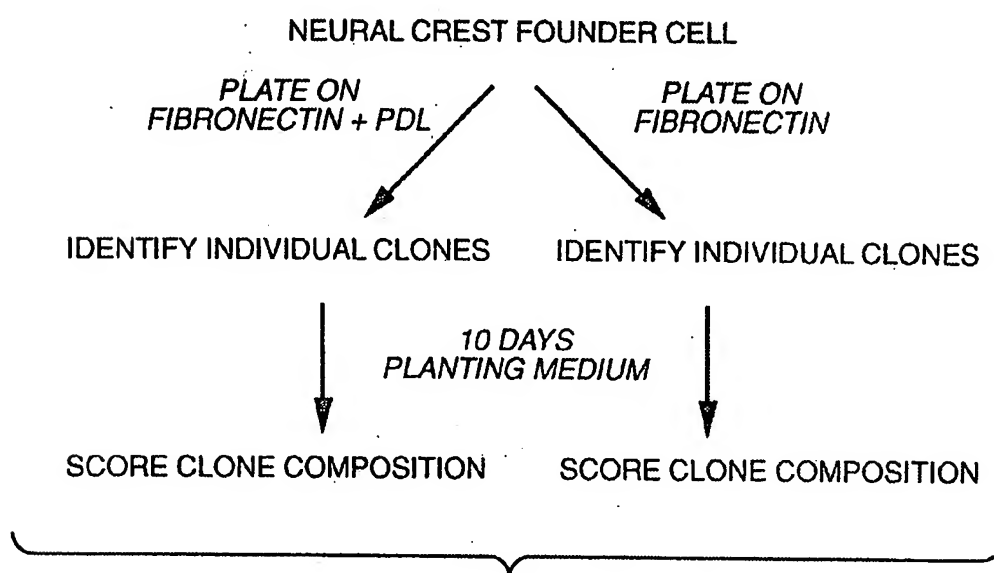 NEURAL CREST FOUNDER CELL
PLATE ON
FIBRONECTIN + PDL
PLATE ON
FIBRONECTIN
IDENTIFY INDIVIDUAL CLONES
IDENTIFY INDIVIDUAL CLONES
10 DAYS
PLANTING MEDIUM
SCORE CLONE COMPOSITION
SCORE CLONE COMPOSITION